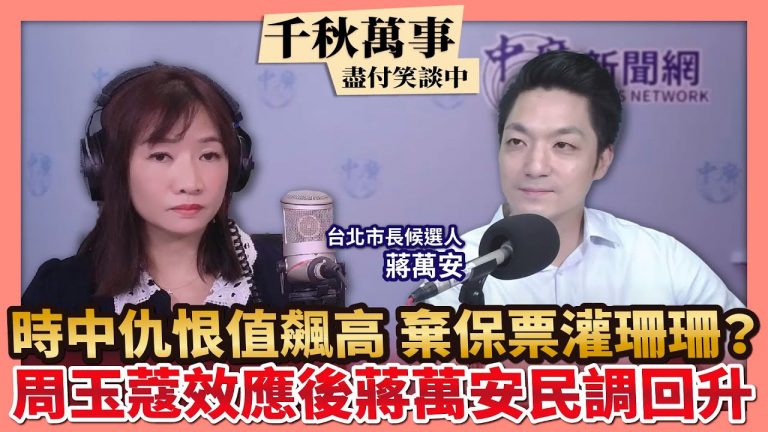 千秋萬事
盡付笑談中
中廣新聞網
S NETWORK
台北市長候選人
蔣萬安
時中仇恨值飆高 棄保票灌珊珊？
周玉蔻效應後蔣萬安民調回升